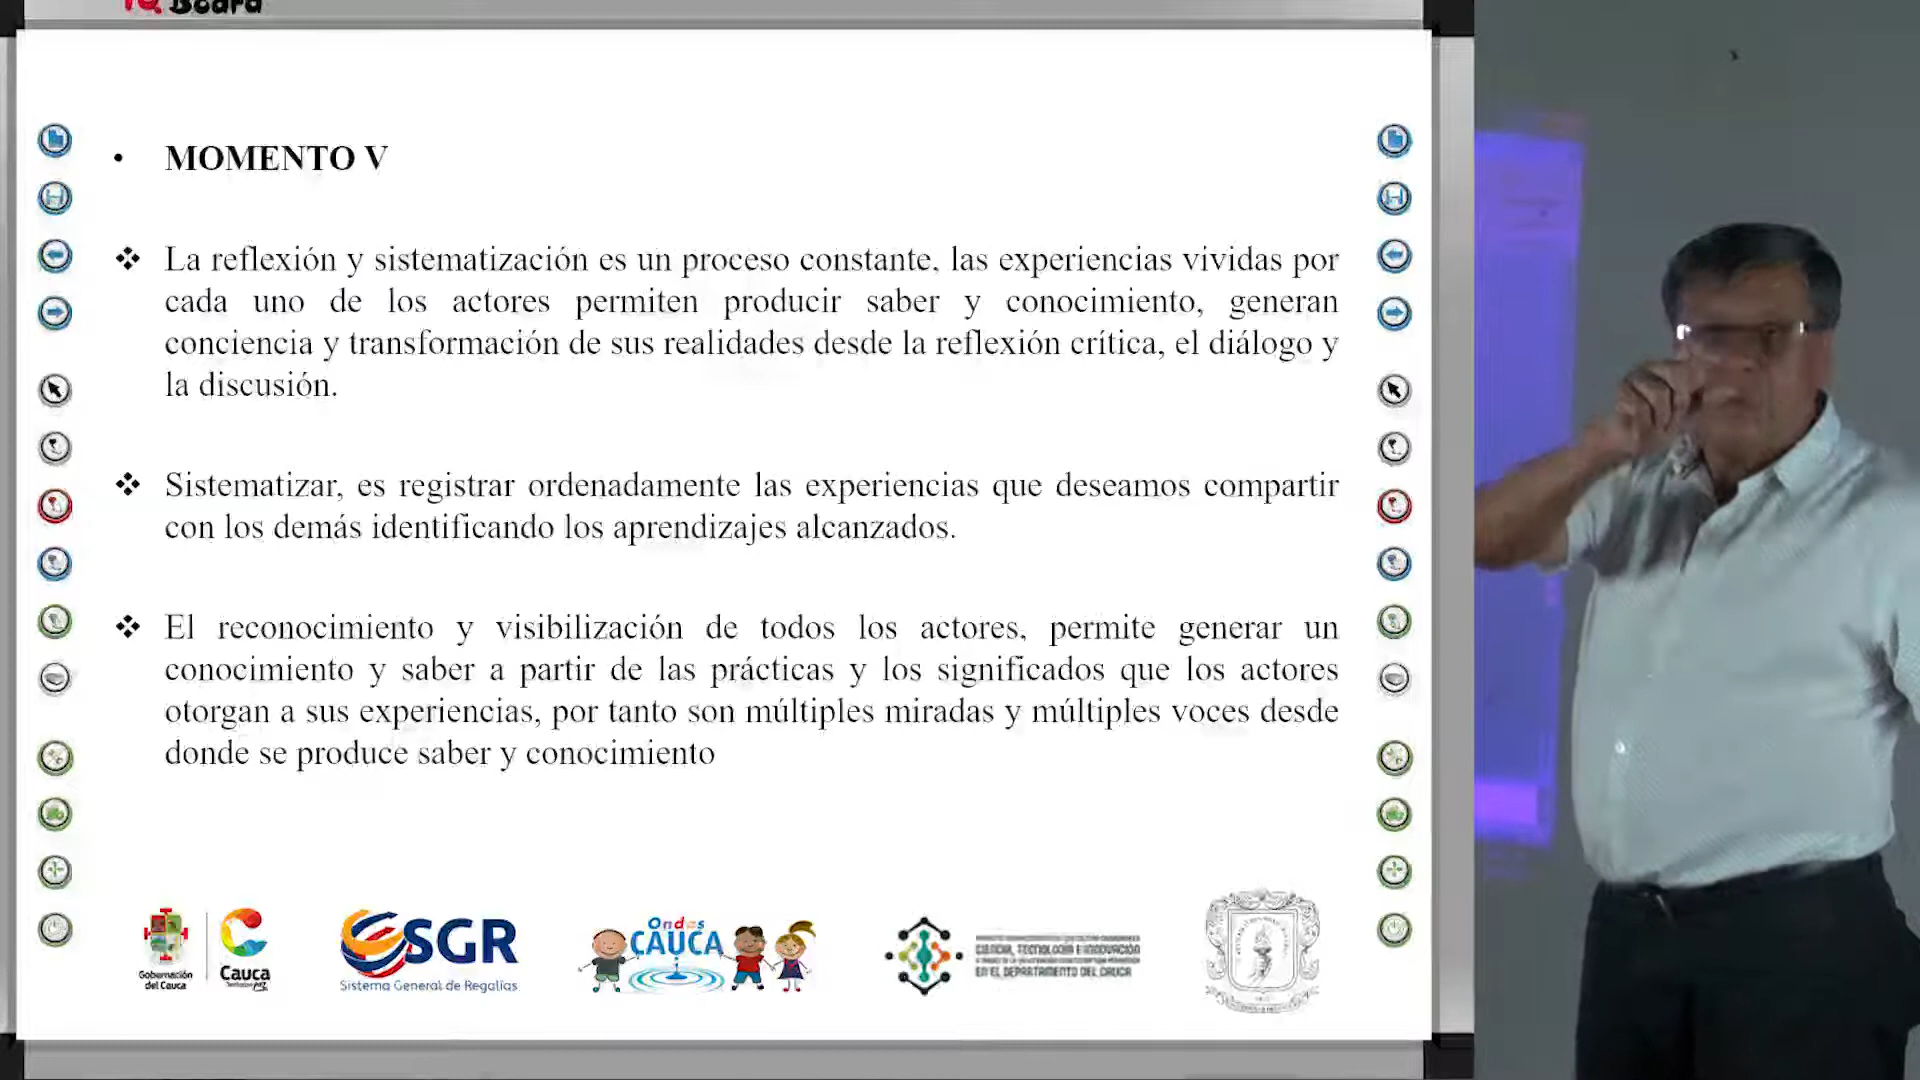 IQ Board
• MOMENTO V
❖ La reflexión y sistematización es un proceso constante, las experiencias vividas por
cada uno de los actores permiten producir saber y conocimiento, generan
conciencia y transformación de sus realidades desde la reflexión crítica, el diálogo y
la discusión.
❖ Sistematizar, es registrar ordenadamente las experiencias que deseamos compartir
con los demás identificando los aprendizajes alcanzados.
❖ El reconocimiento y visibilización de todos los actores, permite generar un
conocimiento y saber a partir de las prácticas y los significados que los actores
otorgan a sus experiencias, por tanto son múltiples miradas y múltiples voces desde
donde se produce saber y conocimiento
Gobernación
del Cauca
Cauca
SGR
Sistema General de Regalías
Ondas
CAUCA
CIENCIA, TECNOLOGIA E INNOVACIÓN
EN EL DEPARTAMENTO DEL CAUCA